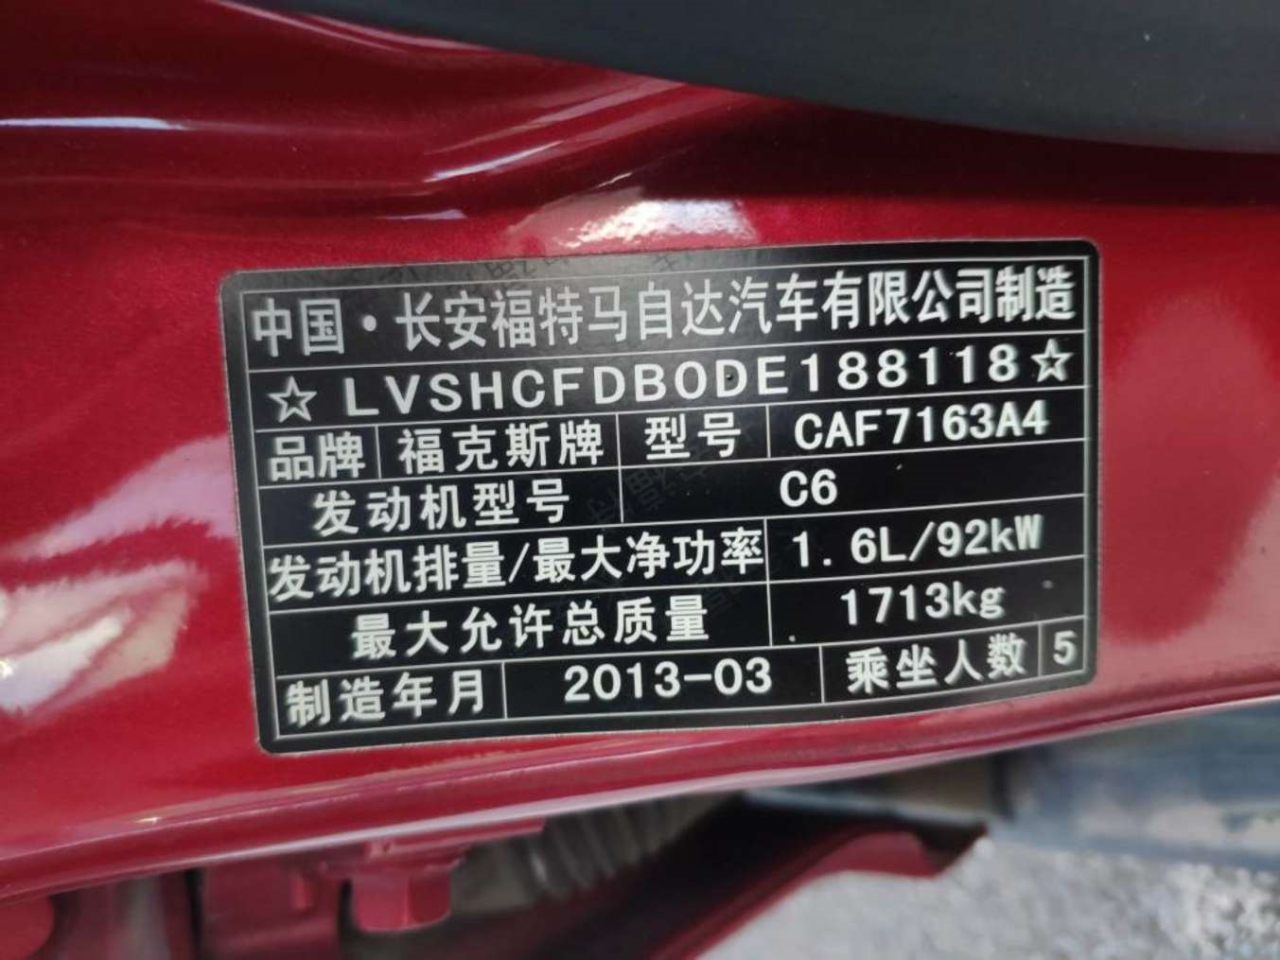 中国·长安福特马自达汽车有限公司制造
☆LVSHCFDB0DE188118☆
品牌 福克斯牌 型号 CAF7163A4
发动机型号 C6
发动机排量/最大净功率 1.6L/92kW
最大允许总质量 1713kg
制造年月 2013-03 乘坐人数 5